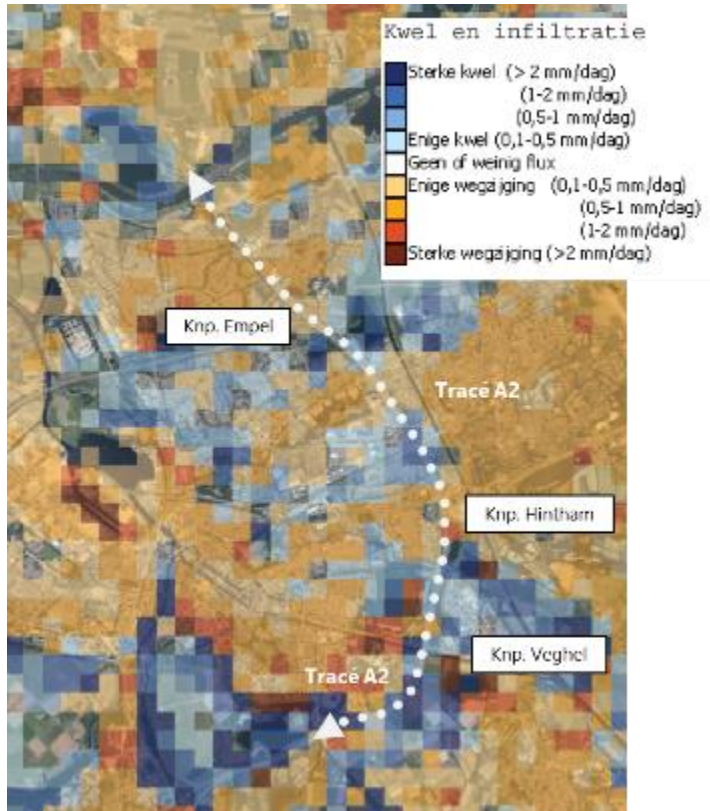 Kwel en infiltratie
Sterke kwel (> 2 mm/dag)
(1-2 mm/dag)
(0,5-1 mm/dag)
Enige kwel (0,1-0,5 mm/dag)
Geen of weinig flux
Enige wegzijging (0,1-0,5 mm/dag)
(0,5-1 mm/dag)
(1-2 mm/dag)
Sterke wegzijging (>2 mm/dag)
Knp. Empel
Tracé A2
Knp. Hintham
Knp. Veghel
Tracé A2